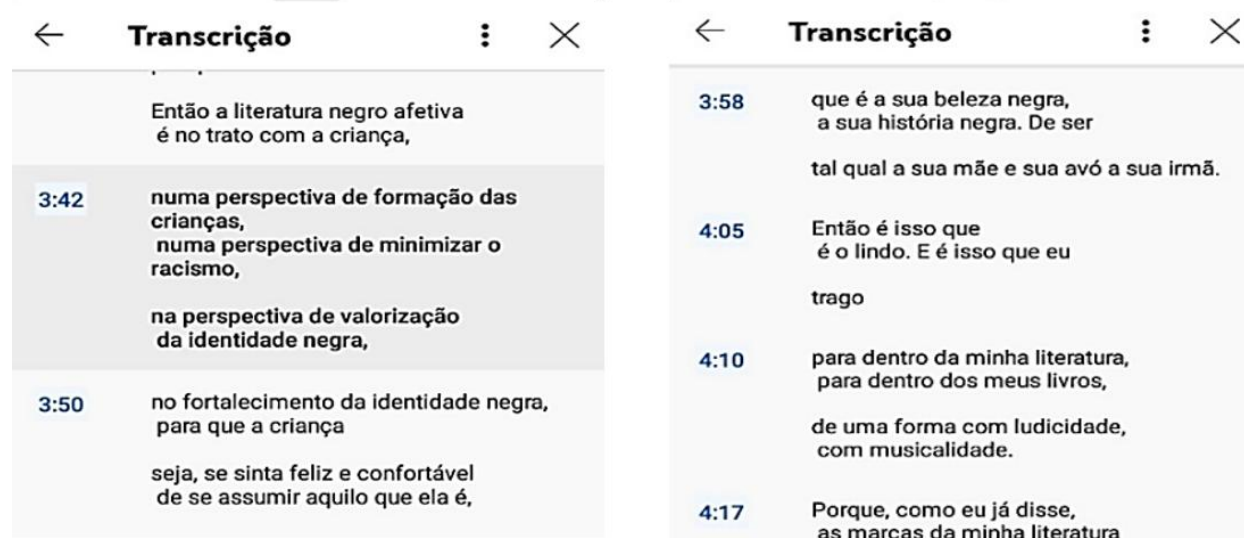 Transcrição
Então a literatura negro afetiva
é no trato com a criança,
3:42
numa perspectiva de formação das
crianças,
numa perspectiva de minimizar o
racismo,
na perspectiva de valorização
da identidade negra,
3:50
no fortalecimento da identidade negra,
para que a criança
seja, se sinta feliz e confortável
de se assumir aquilo que ela é,
Transcrição
3:58
que é a sua beleza negra,
a sua história negra. De ser
tal qual a sua mãe e sua avó a sua irmã.
4:05
Então é isso que
é o lindo. E é isso que eu
trago
4:10
para dentro da minha literatura,
para dentro dos meus livros,
de uma forma com ludicidade,
com musicalidade.
4:17
Porque, como eu já disse,
as marcas da minha literatura